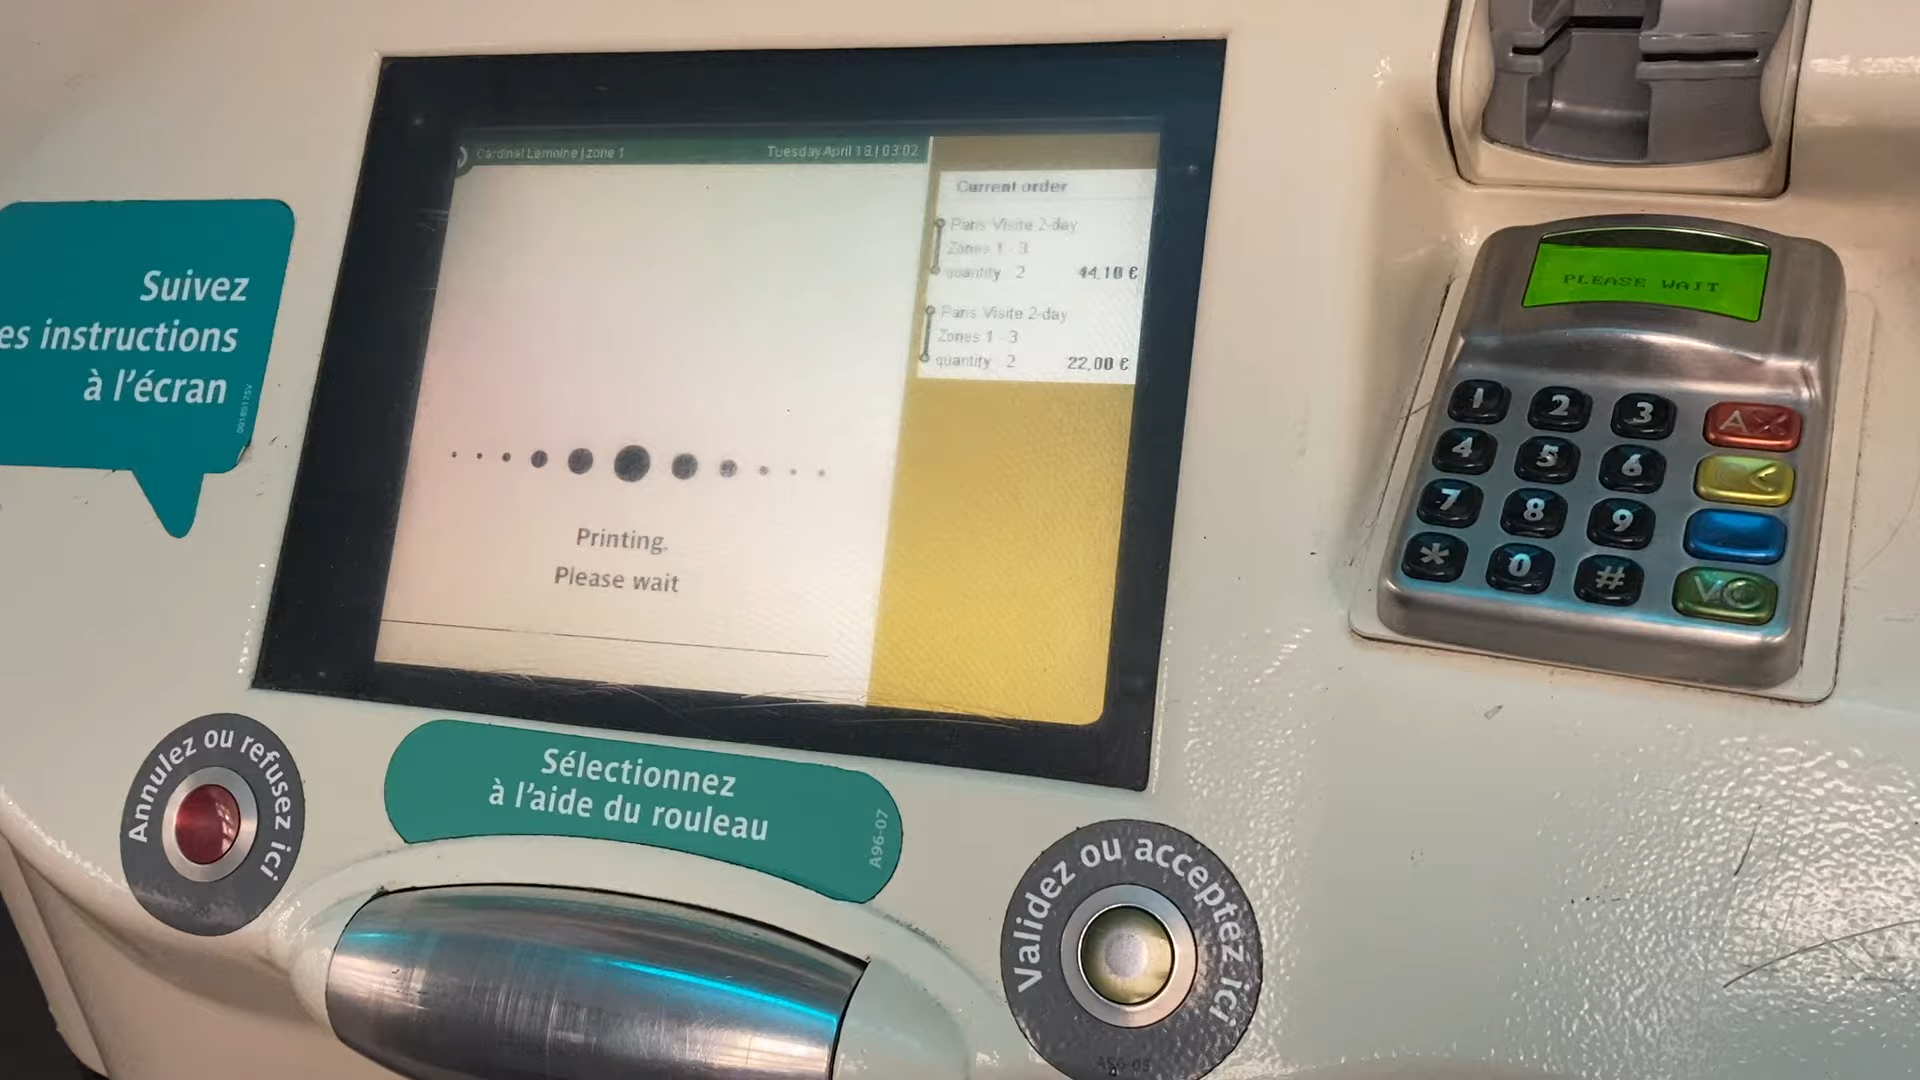 Suivez
es instructions
à l'écran
00189125V
Cardinal Lemoine | zone 1
Tuesday April 18 | 03:02
Current order
Paris Visite 2-day
Zones 1 - 3
quantity 2 44,10 €
Paris Visite 2-day
Zones 1 - 3
quantity 2 22,00 €
Printing.
Please wait
PLEASE WAIT
1 2 3 A X
4 5 6 C <
7 8 9
* 0 # V O
Annulez ou refusez ici
Sélectionnez
à l'aide du rouleau
A96-07
Validez ou acceptez ici